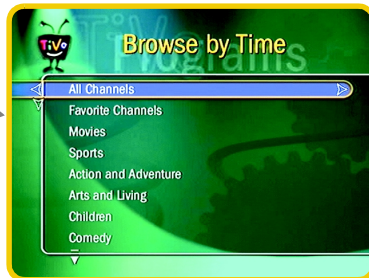 TiVo
Browse by Time
All Channels
Favorite Channels
Movies
Sports
Action and Adventure
Arts and Living
Children
Comedy